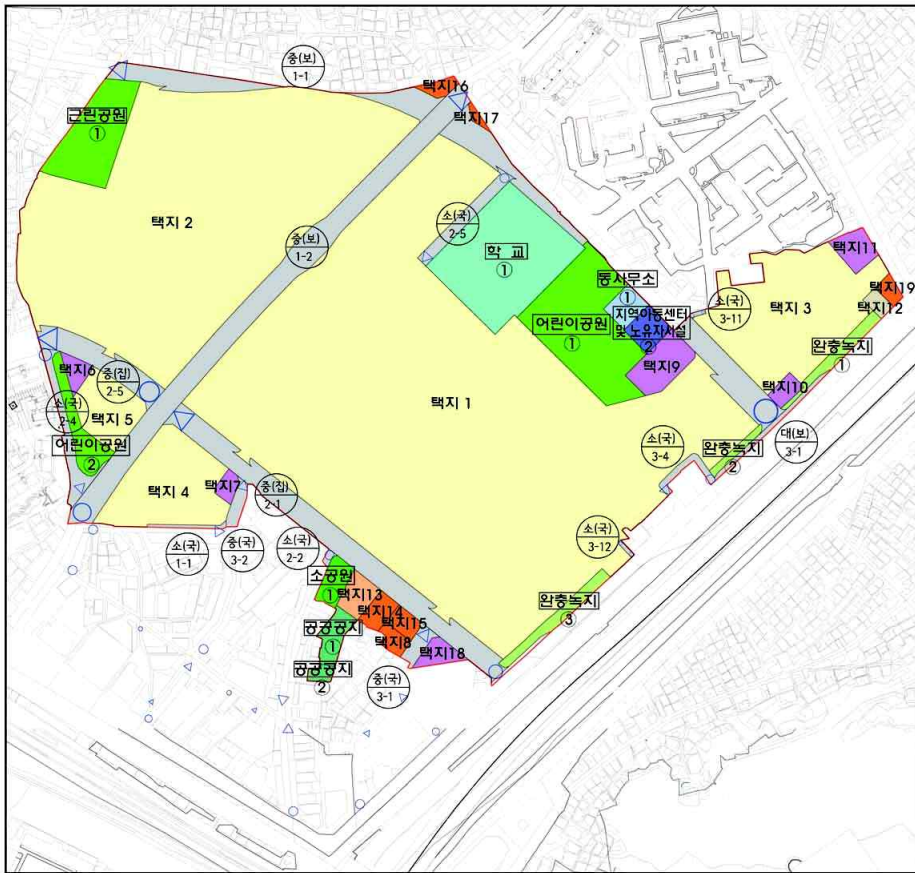 중(보)
1-1
택지16
택지17
근린공원
①
택지 2
소(국)
2-5
중(보)
1-2
학 교
①
택지11
동사무소
①
택지19
택지12
지역아동센터
및 노유자시설
②
소(국)
3-11
택지 3
어린이공원
①
완충녹지
①
택지9
택지6
중(집)
2-5
택지10
소(국)
2-4
택지 5
택지 1
어린이공원
②
소(국)
3-4
완충녹지
②
대(보)
3-1
택지 4
택지7
중(집)
2-1
소(국)
1-1
중(국)
3-2
소(국)
2-2
소(국)
3-12
소공원
①
택지13
택지14
택지15
택지8
완충녹지
3
공공공지
①
택지18
공공공지
②
중(국)
3-1